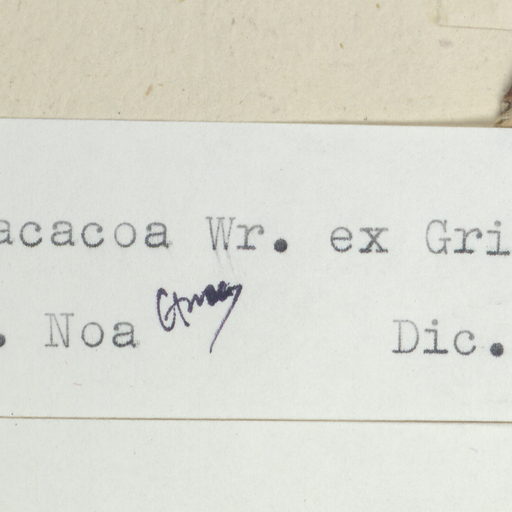 acacoa Wr. ex Gri
. Noa Dic.